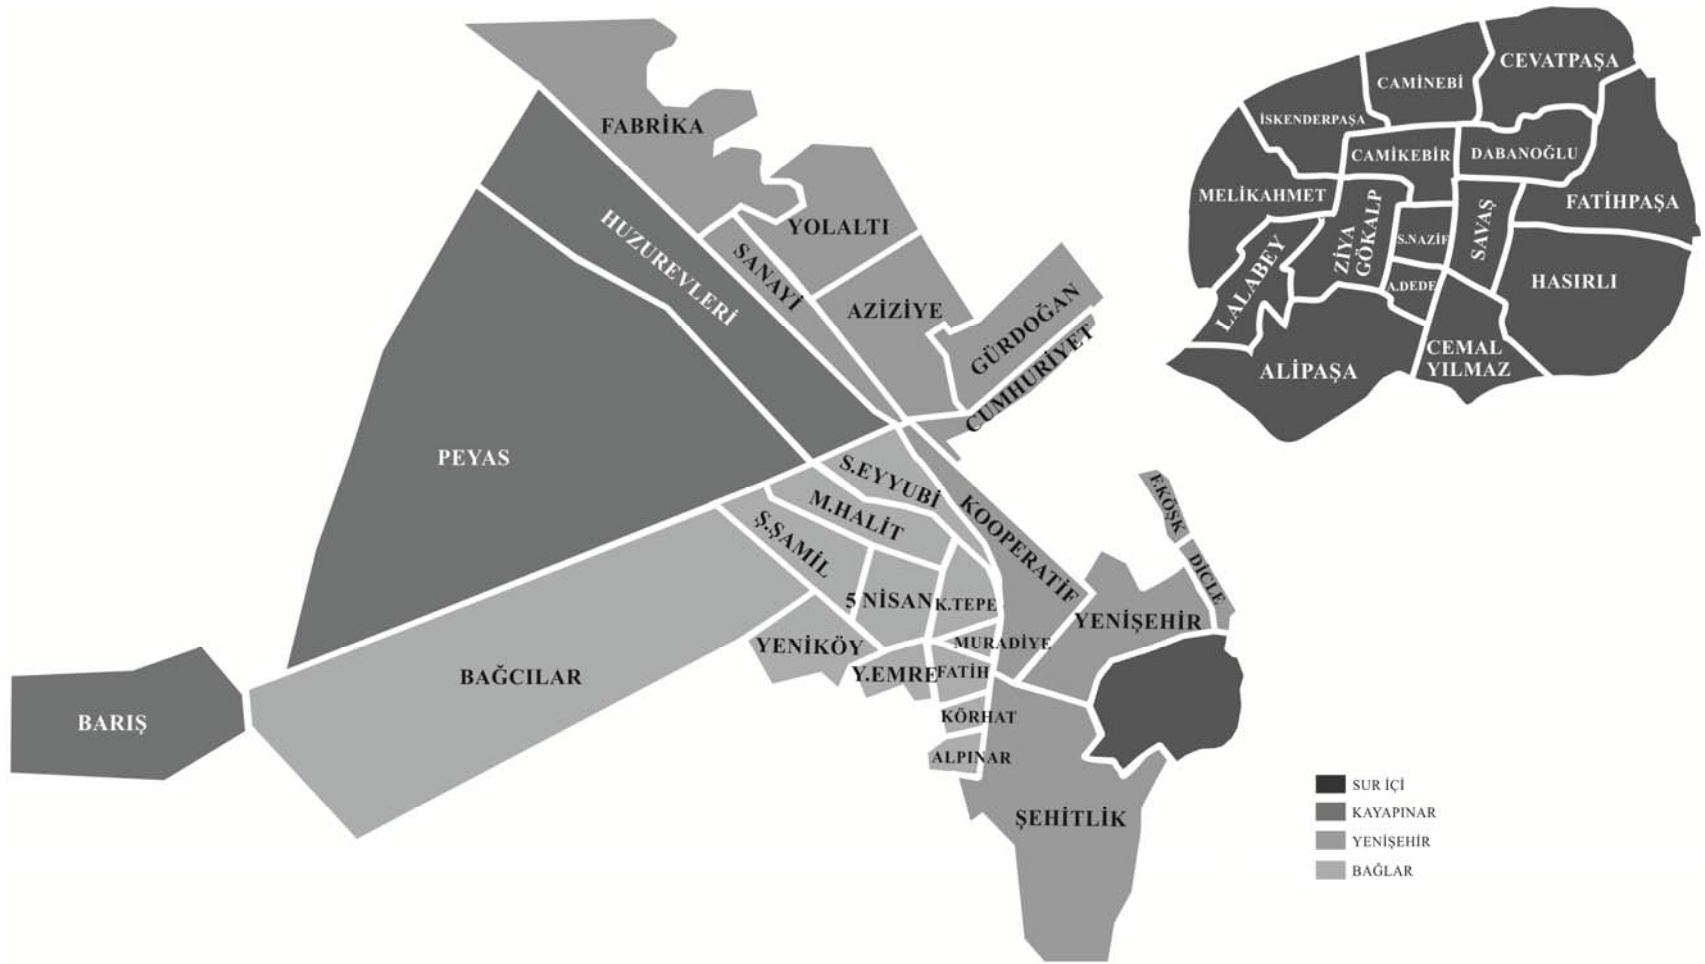 FABRİKA
HUZUREVLERİ
SANAYİ
YOLALTI
AZİZİYE
GÜRDOĞAN
CUMHURİYET
PEYAS
S.EYYUBİ
M.HALİT
Ş.ŞAMİL
5 NİSAN
K.TEPE
KOOPERATİF
F.KÖŞK
DİCLE
YENİŞEHİR
MURADİYE
YENİKÖY
Y.EMRE
FATİH
BAĞCILAR
BARIŞ
KÖRHAT
ALPINAR
ŞEHİTLİK
CEVATPAŞA
CAMİNEBİ
İSKENDERPAŞA
CAMİKEBİR
DABANOĞLU
MELİKAHMET
FATİHPAŞA
ZİYA
GÖKALP
S.NAZİF
SAVAŞ
LALABEY
A.DEDE
HASIRLI
ALİPAŞA
CEMAL
YILMAZ
SUR İÇİ
KAYAPINAR
YENİŞEHİR
BAĞLAR